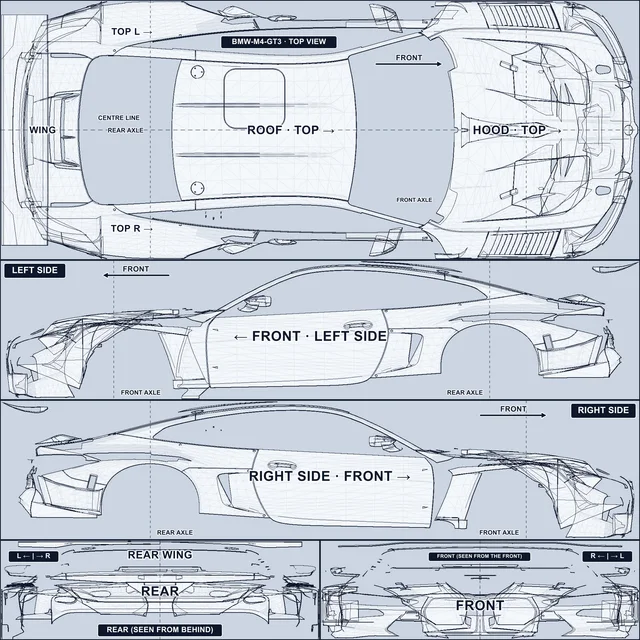 TOP L →
BMW-M4-GT3 · TOP VIEW
FRONT
CENTRE LINE
WING
REAR AXLE
ROOF · TOP →
HOOD · TOP →
FRONT AXLE
TOP R →
LEFT SIDE
FRONT
← FRONT · LEFT SIDE
FRONT AXLE
REAR AXLE
FRONT
RIGHT SIDE
RIGHT SIDE · FRONT →
REAR AXLE
FRONT AXLE
L ← | → R
REAR WING
REAR
REAR (SEEN FROM BEHIND)
FRONT (SEEN FROM THE FRONT)
R ← | → L
FRONT